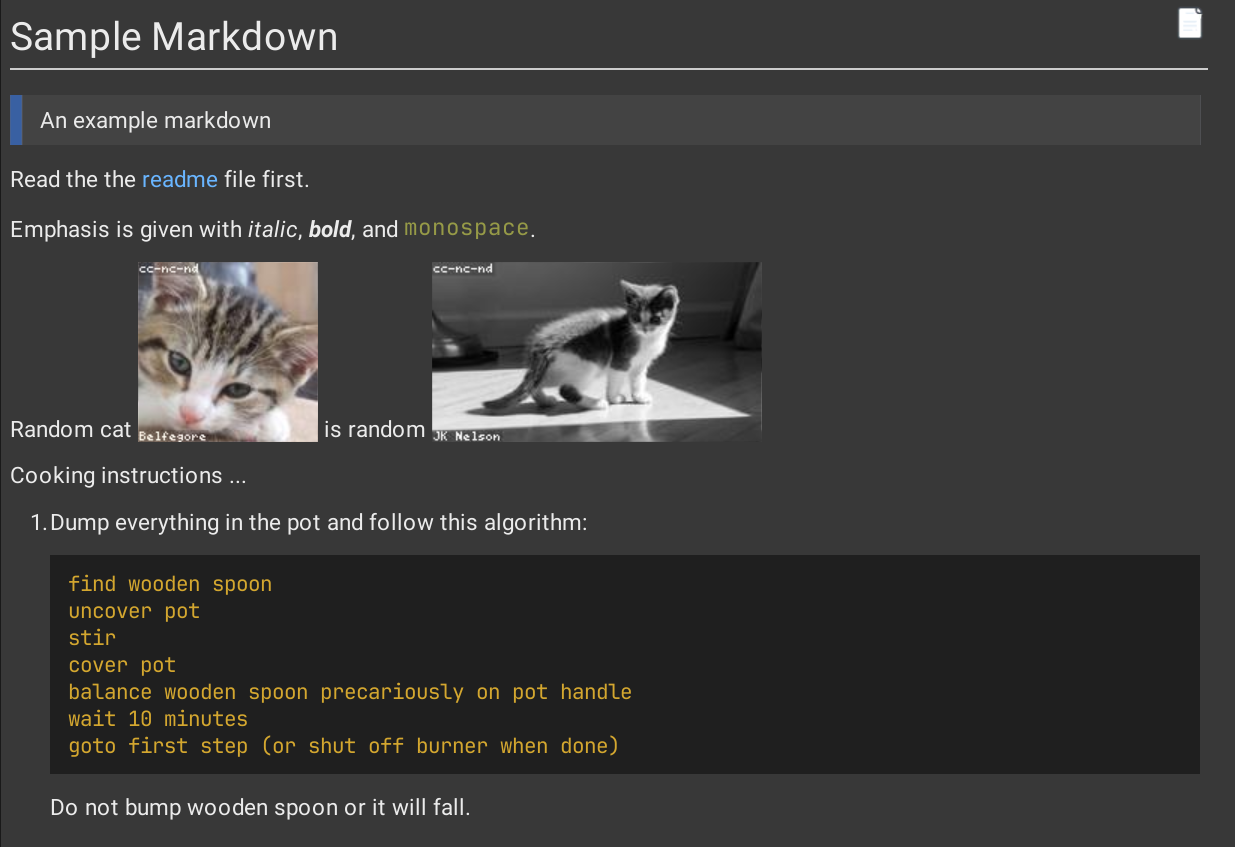 Sample Markdown
An example markdown
Read the the readme file first.
Emphasis is given with italic, bold, and monospace.
cc-nc-nd
cc-nc-nd
Random cat
Belfegore
is random
JK Nelson
Cooking instructions ...
1. Dump everything in the pot and follow this algorithm:
find wooden spoon
uncover pot
stir
cover pot
balance wooden spoon precariously on pot handle
wait 10 minutes
goto first step (or shut off burner when done)
Do not bump wooden spoon or it will fall.